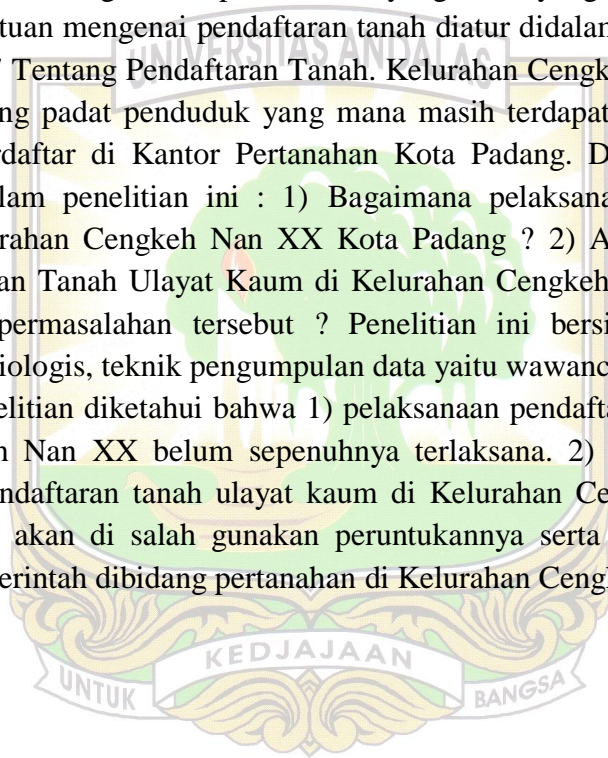 tuan mengenai pendaftaran tanah diatur didalam
Tentang Pendaftaran Tanah. Kelurahan Cengk
ng padat penduduk yang mana masih terdapat
rdaftar di Kantor Pertanahan Kota Padang. D
lam penelitian ini : 1) Bagaimana pelaksana
rahan Cengkeh Nan XX Kota Padang ? 2) A
an Tanah Ulayat Kaum di Kelurahan Cengkeh
permasalahan tersebut ? Penelitian ini bersi
iologis, teknik pengumpulan data yaitu wawanc
elitian diketahui bahwa 1) pelaksanaan pendafta
h Nan XX belum sepenuhnya terlaksana. 2)
ndaftaran tanah ulayat kaum di Kelurahan Ce
akan di salah gunakan peruntukannya serta
merintah dibidang pertanahan di Kelurahan Cengk
UNIVERSITAS ANDALAS
UNTUK KEDJAJAAN BANGSA